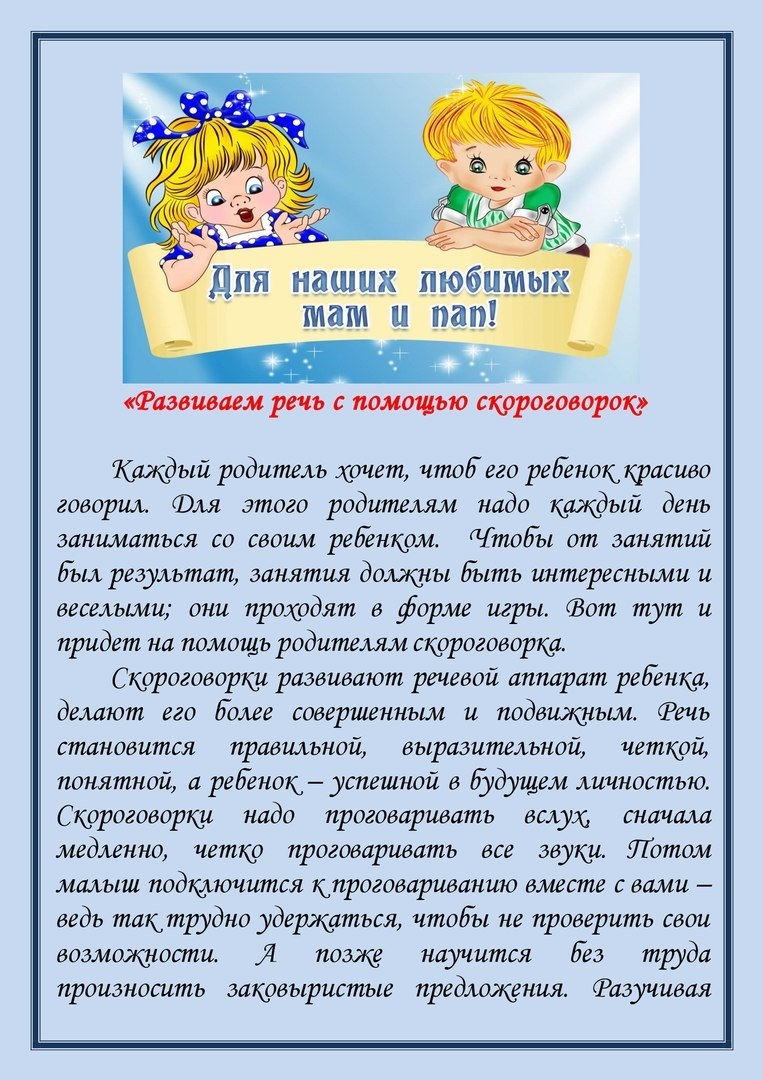 Для наших любимых
мам и пап!
«Развиваем речь с помощью скороговорок»
Каждый родитель хочет, чтоб его ребенок красиво
говорил. Для этого родителям надо каждый день
заниматься со своим ребенком. Чтобы от занятий
был результат, занятия должны быть интересными и
веселыми; они проходят в форме игры. Вот тут и
придет на помощь родителям скороговорка.
Скороговорки развивают речевой аппарат ребенка,
делают его более совершенным и подвижным. Речь
становится правильной, выразительной, четкой,
понятной, а ребенок – успешной в будущем личностью.
Скороговорки надо проговаривать вслух, сначала
медленно, четко проговаривать все звуки. Потом
малыш подключится к проговариванию вместе с вами –
ведь так трудно удержаться, чтобы не проверить свои
возможности. А позже научится без труда
произносить заковыристые предложения. Разучивая